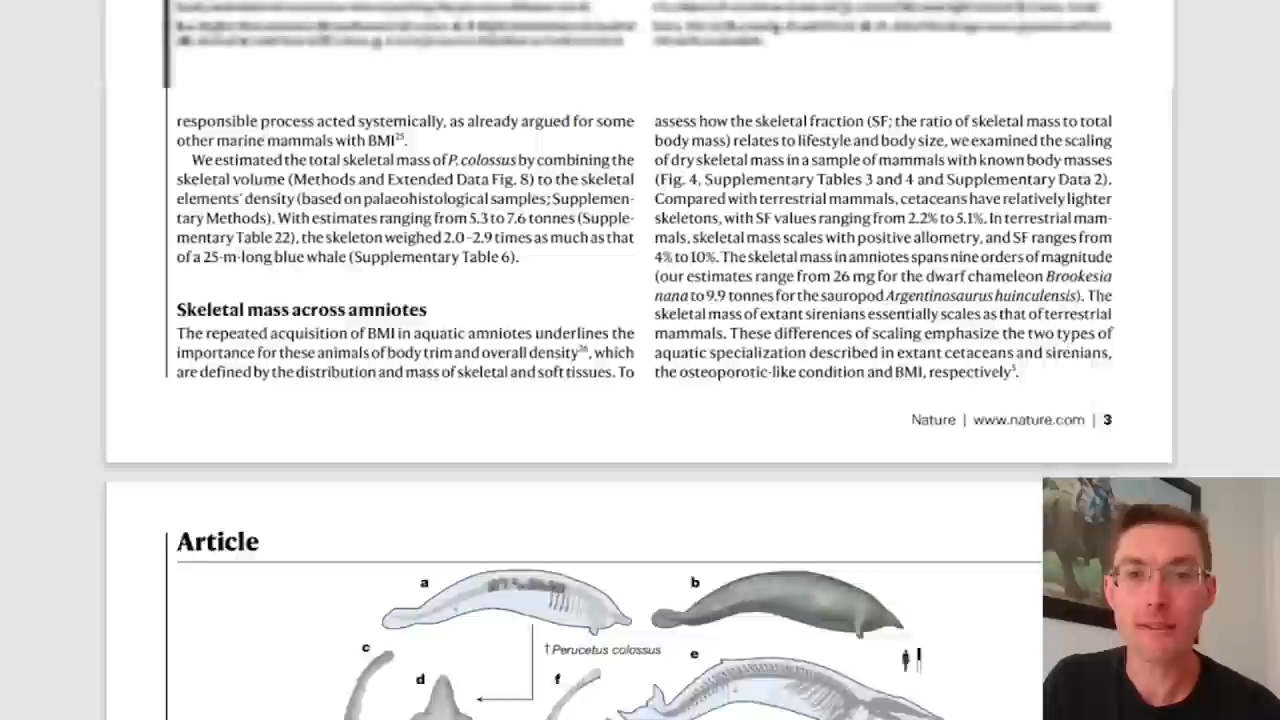 responsible process acted systemically, as already argued for some
other marine mammals with BMI25.
We estimated the total skeletal mass of P. colossus by combining the
skeletal volume (Methods and Extended Data Fig. 8) to the skeletal
elements’ density (based on palaeohistological samples; Supplemen-
tary Methods). With estimates ranging from 5.3 to 7.6 tonnes (Supple-
mentary Table 22), the skeleton weighed 2.0–2.9 times as much as that
of a 25-m-long blue whale (Supplementary Table 6).
Skeletal mass across amniotes
The repeated acquisition of BMI in aquatic amniotes underlines the
importance for these animals of body trim and overall density26, which
are defined by the distribution and mass of skeletal and soft tissues. To
assess how the skeletal fraction (SF; the ratio of skeletal mass to total
body mass) relates to lifestyle and body size, we examined the scaling
of dry skeletal mass in a sample of mammals with known body masses
(Fig. 4, Supplementary Tables 3 and 4 and Supplementary Data 2).
Compared with terrestrial mammals, cetaceans have relatively lighter
skeletons, with SF values ranging from 2.2% to 5.1%. In terrestrial mam-
mals, skeletal mass scales with positive allometry, and SF ranges from
4% to 10%. The skeletal mass in amniotes spans nine orders of magnitude
(our estimates range from 26 mg for the dwarf chameleon Brookesia
nana to 9.9 tonnes for the sauropod Argentinosaurus huinculensis). The
skeletal mass of extant sirenians essentially scales as that of terrestrial
mammals. These differences of scaling emphasize the two types of
aquatic specialization described in extant cetaceans and sirenians,
the osteoporotic-like condition and BMI, respectively3.
Nature | www.nature.com | 3
Article
a
b
†Perucetus colossus
c
d
f
e